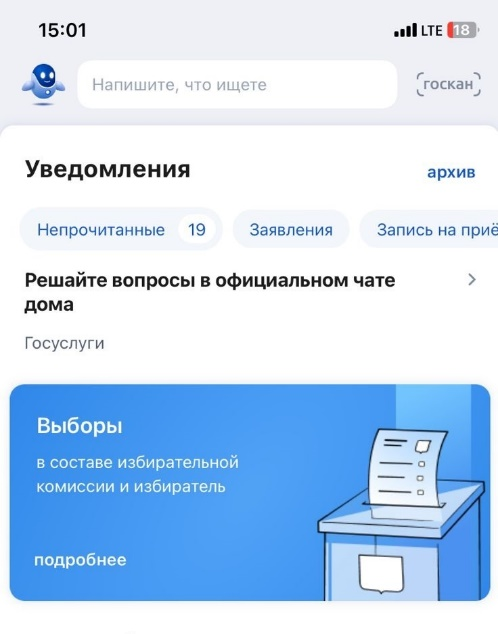 15:01 LTE 18
Напишите, что ищете госкан
Уведомления архив
Непрочитанные 19 Заявления Запись на приё
Решайте вопросы в официальном чате
дома
Госуслуги
Выборы
в составе избирательной
комиссии и избиратель
подробнее